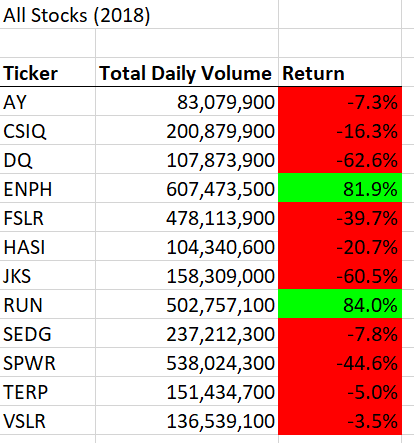 All Stocks (2018)
Ticker Total Daily Volume Return
AY 83,079,900 -7.3%
CSIQ 200,879,900 -16.3%
DQ 107,873,900 -62.6%
ENPH 607,473,500 81.9%
FSLR 478,113,900 -39.7%
HASI 104,340,600 -20.7%
JKS 158,309,000 -60.5%
RUN 502,757,100 84.0%
SEDG 237,212,300 -7.8%
SPWR 538,024,300 -44.6%
TERP 151,434,700 -5.0%
VSLR 136,539,100 -3.5%